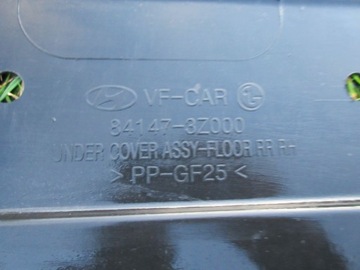 VF-CAR
84147-3Z000
UNDER COVER ASSY-FLOOR RR RH
> PP-GF25 <